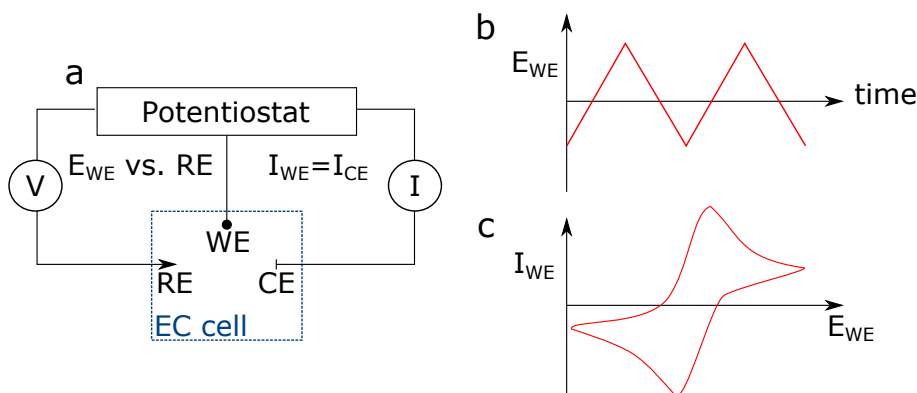 a
Potentiostat
E_WE vs. RE
I_WE=I_CE
V
I
WE
RE
CE
EC cell
b
E_WE
time
c
I_WE
E_WE